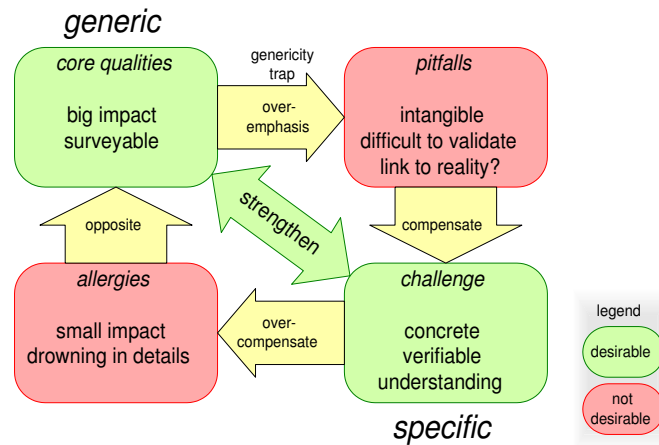 generic
core qualities
big impact
surveyable
genericity
trap
over-
emphasis
pitfalls
intangible
difficult to validate
link to reality?
strengthen
opposite
compensate
allergies
small impact
drowning in details
over-
compensate
challenge
concrete
verifiable
understanding
specific
legend
desirable
not
desirable